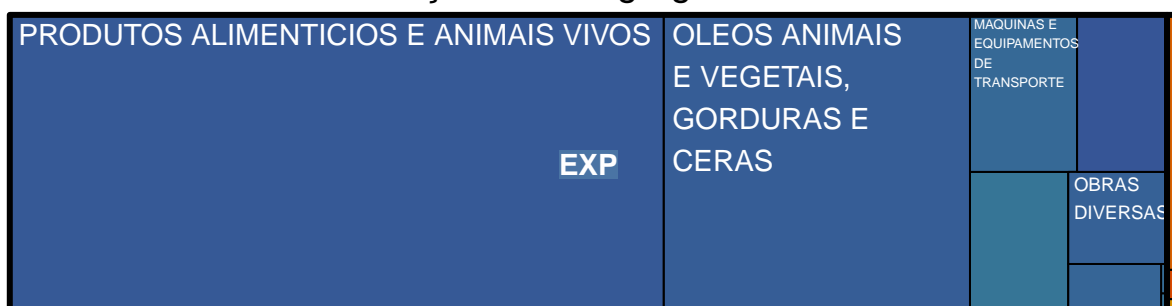 PRODUTOS ALIMENTICIOS E ANIMAIS VIVOS
EXP
OLEOS ANIMAIS
E VEGETAIS,
GORDURAS E
CERAS
MAQUINAS E
EQUIPAMENTOS
DE
TRANSPORTE
OBRAS
DIVERSAS